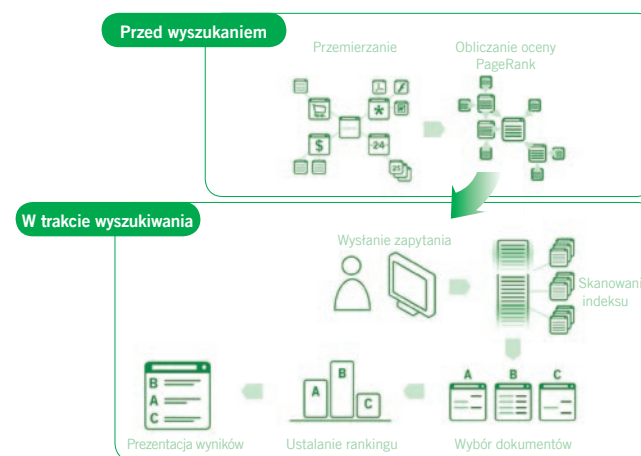 Przed wyszukaniem
Przemierzanie
Obliczanie oceny
PageRank
*
$
24
25
W trakcie wyszukiwania
Wysłanie zapytania
Skanowani
indeksu
B
A
C
A
B
C
A
B
C
Prezentacja wyników
Ustalanie rankingu
Wybór dokumentów